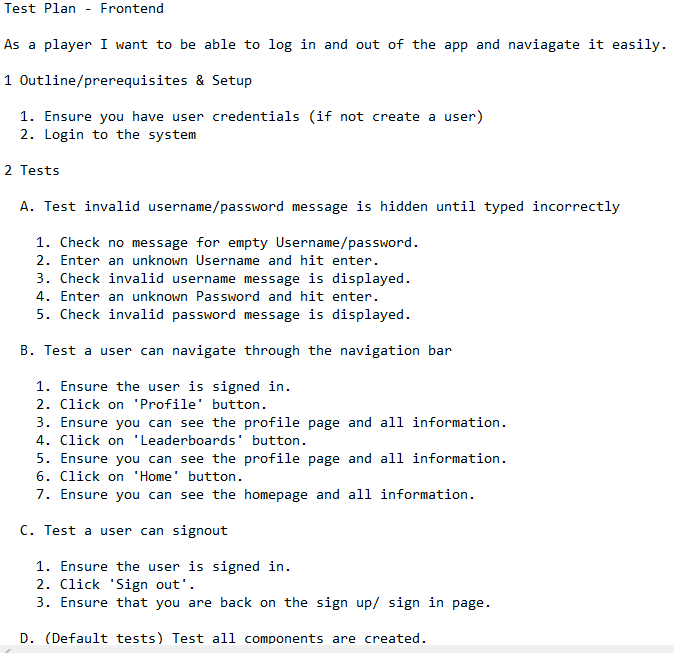 Test Plan - Frontend
As a player I want to be able to log in and out of the app and naviagate it easily.
1 Outline/prerequisites & Setup
1. Ensure you have user credentials (if not create a user)
2. Login to the system
2 Tests
A. Test invalid username/password message is hidden until typed incorrectly
1. Check no message for empty Username/password.
2. Enter an unknown Username and hit enter.
3. Check invalid username message is displayed.
4. Enter an unknown Password and hit enter.
5. Check invalid password message is displayed.
B. Test a user can navigate through the navigation bar
1. Ensure the user is signed in.
2. Click on 'Profile' button.
3. Ensure you can see the profile page and all information.
4. Click on 'Leaderboards' button.
5. Ensure you can see the profile page and all information.
6. Click on 'Home' button.
7. Ensure you can see the homepage and all information.
C. Test a user can signout
1. Ensure the user is signed in.
2. Click 'Sign out'.
3. Ensure that you are back on the sign up/ sign in page.
D. (Default tests) Test all components are created.